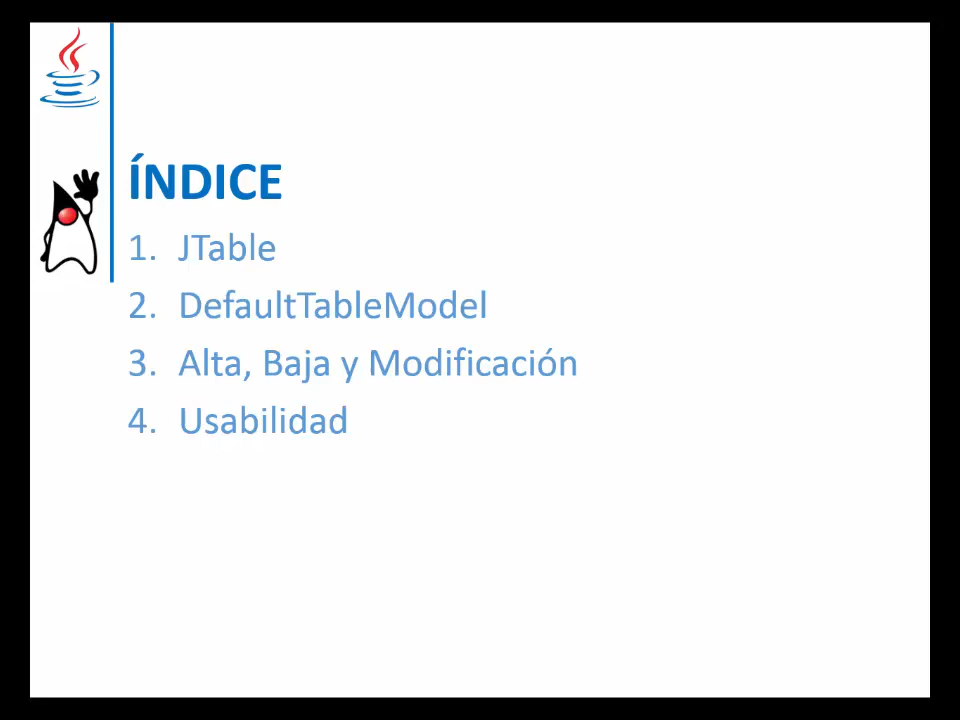 ÍNDICE
1. JTable
2. DefaultTableModel
3. Alta, Baja y Modificación
4. Usabilidad